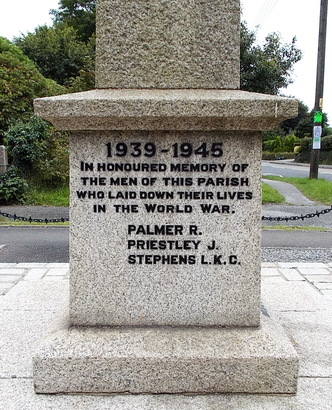 1939-1945
IN HONOURED MEMORY OF
THE MEN OF THIS PARISH
WHO LAID DOWN THEIR LIVES
IN THE WORLD WAR.
PALMER R.
PRIESTLEY J.
STEPHENS L.K.C.